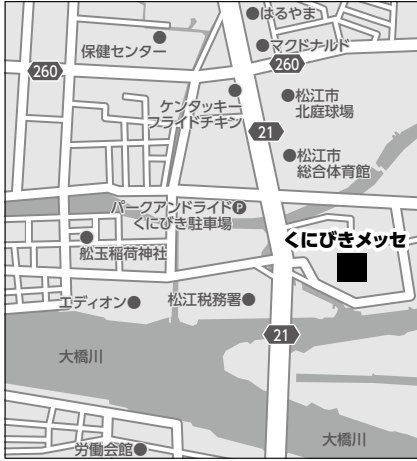 はるやま
保健センター
マクドナルド
260
260
ケンタッキー
フライドチキン
松江市
北庭球場
21
松江市
総合体育館
パークアンドライド P
くにびき駐車場
くにびきメッセ
舩玉稲荷神社
エディオン
松江税務署
21
大橋川
大橋川
労働会館